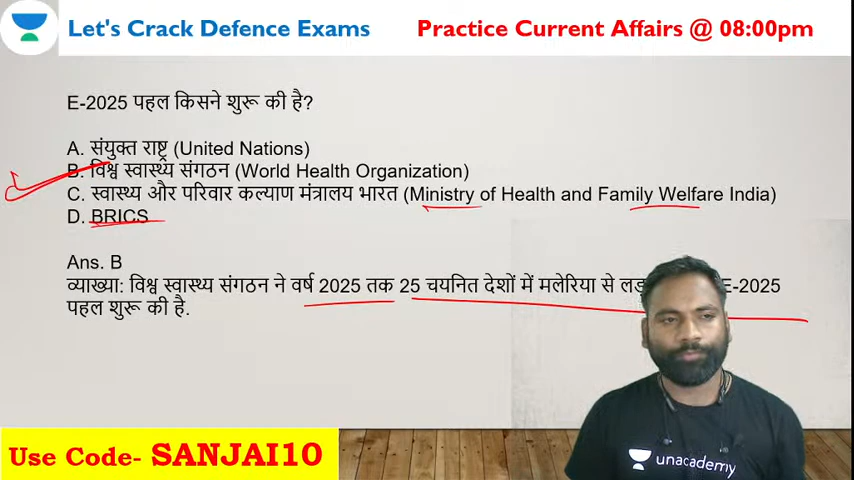 Let's Crack Defence Exams
Practice Current Affairs @ 08:00pm
E-2025 पहल किसने शुरू की है?
A. संयुक्त राष्ट्र (United Nations)
B. विश्व स्वास्थ्य संगठन (World Health Organization)
C. स्वास्थ्य और परिवार कल्याण मंत्रालय भारत (Ministry of Health and Family Welfare India)
D. BRICS
Ans. B
व्याख्या: विश्व स्वास्थ्य संगठन ने वर्ष 2025 तक 25 चयनित देशों में मलेरिया से E-2025
पहल शुरू की है.
Use Code- SANJAI10
unacademy